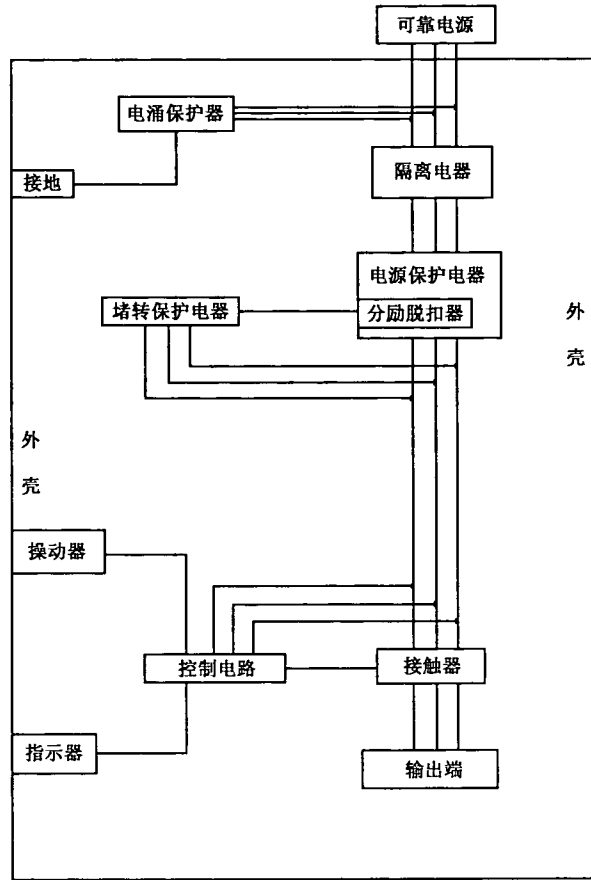 可靠电源
电涌保护器
接地
隔离电器
电源保护电器
堵转保护电器
分励脱扣器
外
壳
外
壳
操动器
控制电路
接触器
指示器
输出端